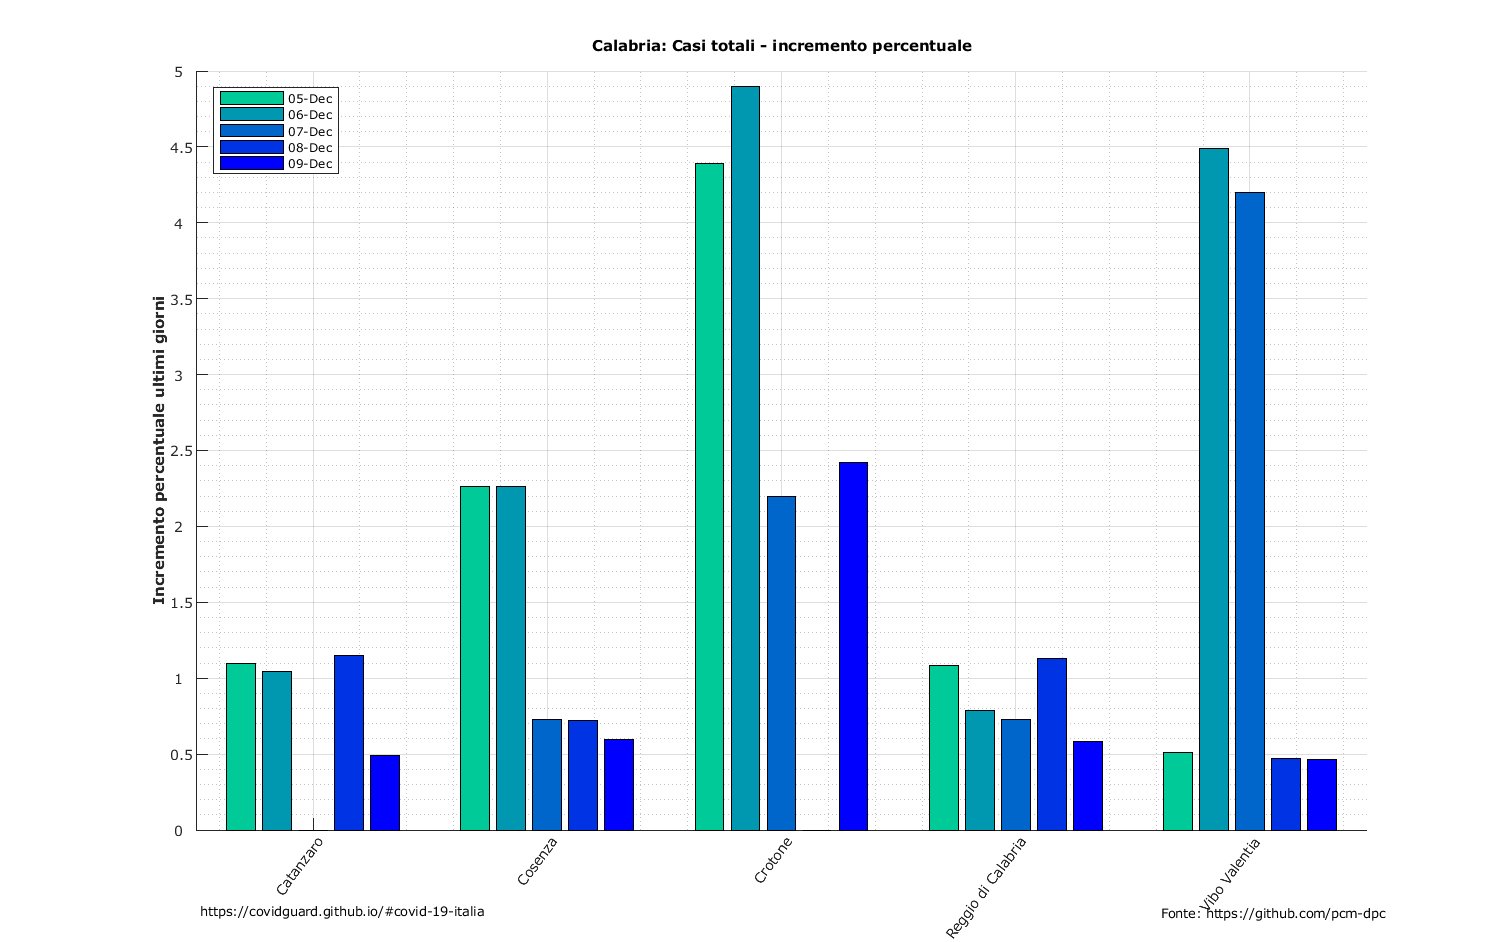 Calabria: Casi totali - incremento percentuale
Incremento percentuale ultimi giorni
5
4.5
4
3.5
3
2.5
2
1.5
1
0.5
0
05-Dec
06-Dec
07-Dec
08-Dec
09-Dec
Catanzaro
Cosenza
Crotone
Reggio di Calabria
Vibo Valentia
https://covidguard.github.io/#covid-19-italia
Fonte: https://github.com/pcm-dpc